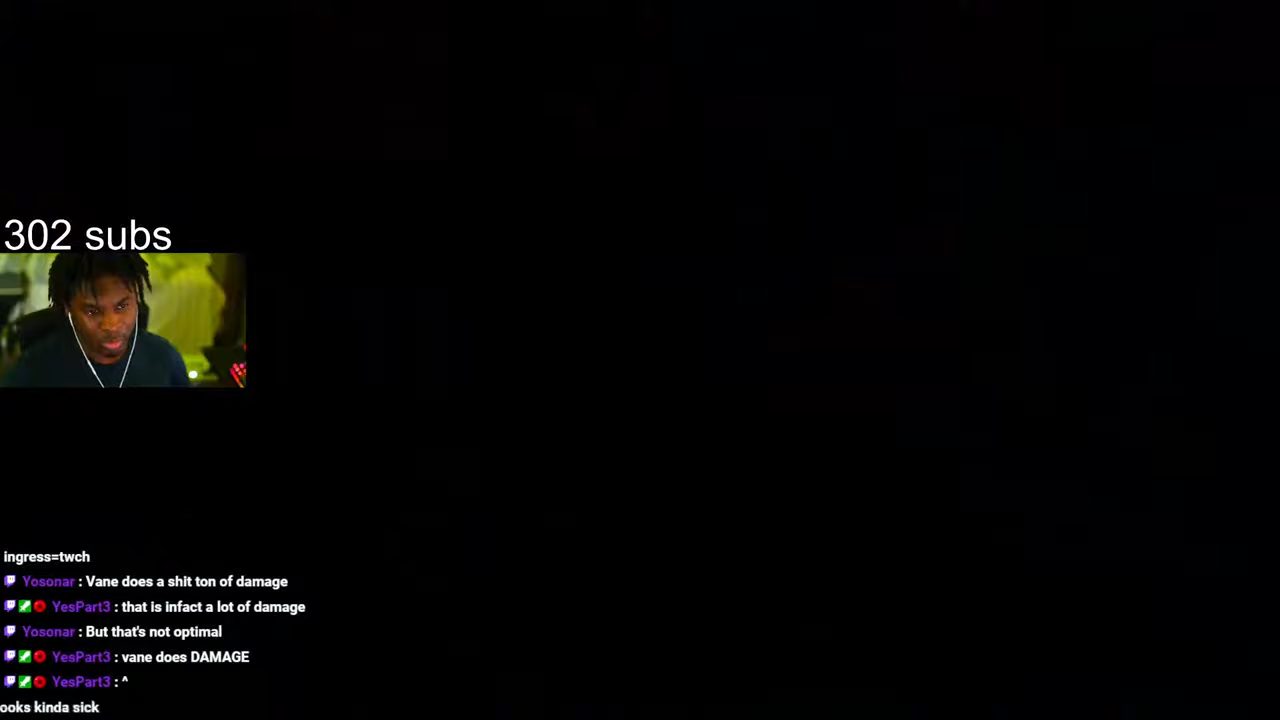 302 subs
ingress=twch
Yosonar : Vane does a shit ton of damage
YesPart3 : that is infact a lot of damage
Yosonar : But that's not optimal
YesPart3 : vane does DAMAGE
YesPart3 : ^
ooks kinda sick